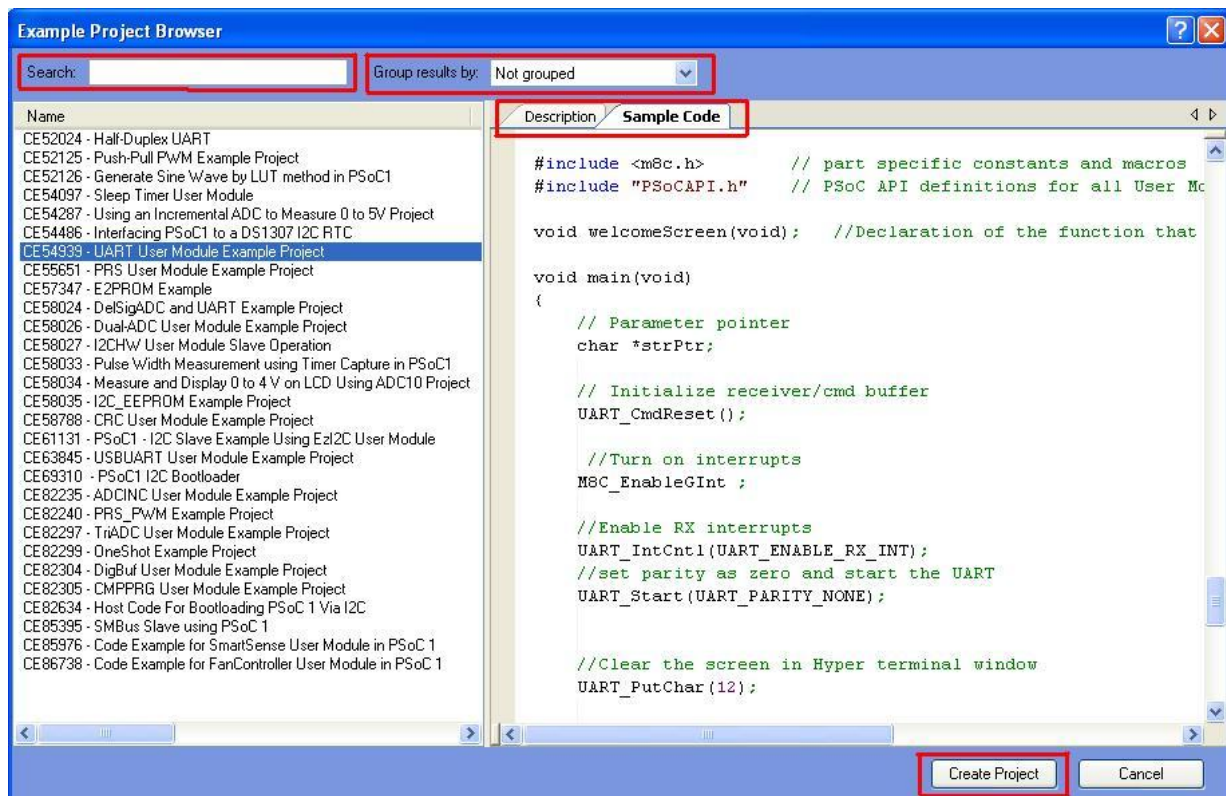 Example Project Browser
Search:
Group results by: Not grouped
Name
CE52024 - Half-Duplex UART
CE52125 - Push-Pull PWM Example Project
CE52126 - Generate Sine Wave by LUT method in PSoC1
CE54097 - Sleep Timer User Module
CE54287 - Using an Incremental ADC to Measure 0 to 5V Project
CE54486 - Interfacing PSoC1 to a DS1307 I2C RTC
CE54939 - UART User Module Example Project
CE55651 - PRS User Module Example Project
CE57347 - E2PROM Example
CE58024 - DelSigADC and UART Example Project
CE58026 - Dual-ADC User Module Example Project
CE58027 - I2CHW User Module Slave Operation
CE58033 - Pulse Width Measurement using Timer Capture in PSoC1
CE58034 - Measure and Display 0 to 4 V on LCD Using ADC10 Project
CE58035 - I2C_EEPROM Example Project
CE58788 - CRC User Module Example Project
CE61131 - PSoC1 - I2C Slave Example Using EzI2C User Module
CE63845 - USBUART User Module Example Project
CE69310 - PSoC1 I2C Bootloader
CE82235 - ADCINC User Module Example Project
CE82240 - PRS_PWM Example Project
CE82297 - TriADC User Module Example Project
CE82299 - OneShot Example Project
CE82304 - DigBuf User Module Example Project
CE82305 - CMPPRG User Module Example Project
CE82634 - Host Code For Bootloading PSoC 1 Via I2C
CE85395 - SMBus Slave using PSoC 1
CE85976 - Code Example for SmartSense User Module in PSoC 1
CE86738 - Code Example for FanController User Module in PSoC 1
Description Sample Code
#include <m8c.h> // part specific constants and macros
#include "PSoCAPI.h" // PSoC API definitions for all User Mo
void welcomeScreen(void); //Declaration of the function that
void main(void)
{
// Parameter pointer
char *strPtr;
// Initialize receiver/cmd buffer
UART_CmdReset();
//Turn on interrupts
M8C_EnableGInt ;
//Enable RX interrupts
UART_IntCntl(UART_ENABLE_RX_INT);
//set parity as zero and start the UART
UART_Start(UART_PARITY_NONE);
//Clear the screen in Hyper terminal window
UART_PutChar(12);
Create Project Cancel